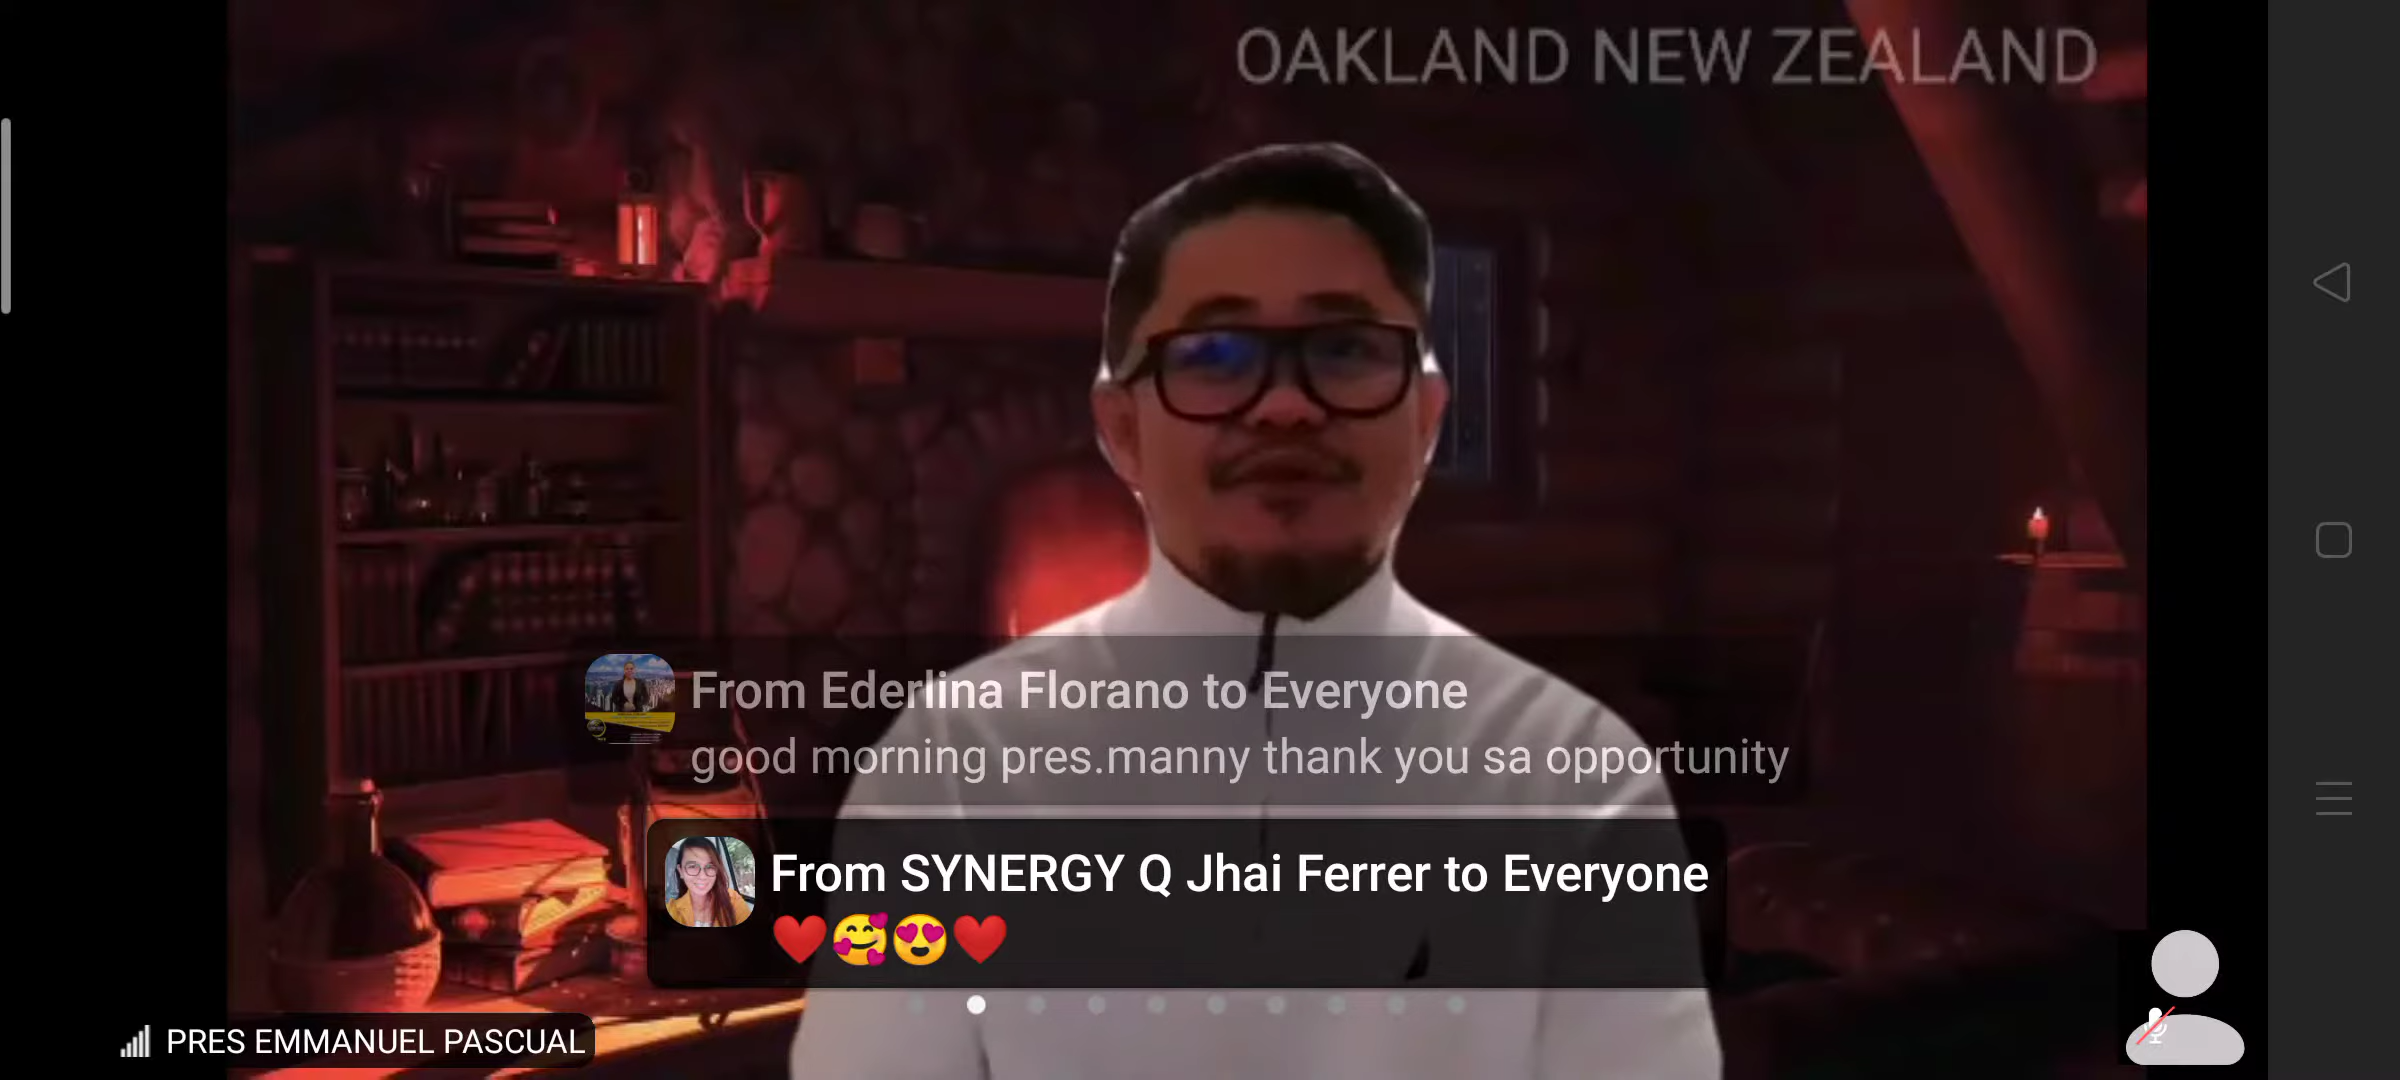 OAKLAND NEW ZEALAND
From Ederlina Florano to Everyone
good morning pres.manny thank you sa opportunity
From SYNERGY Q Jhai Ferrer to Everyone
❤️🥰😍❤️
PRES EMMANUEL PASCUAL